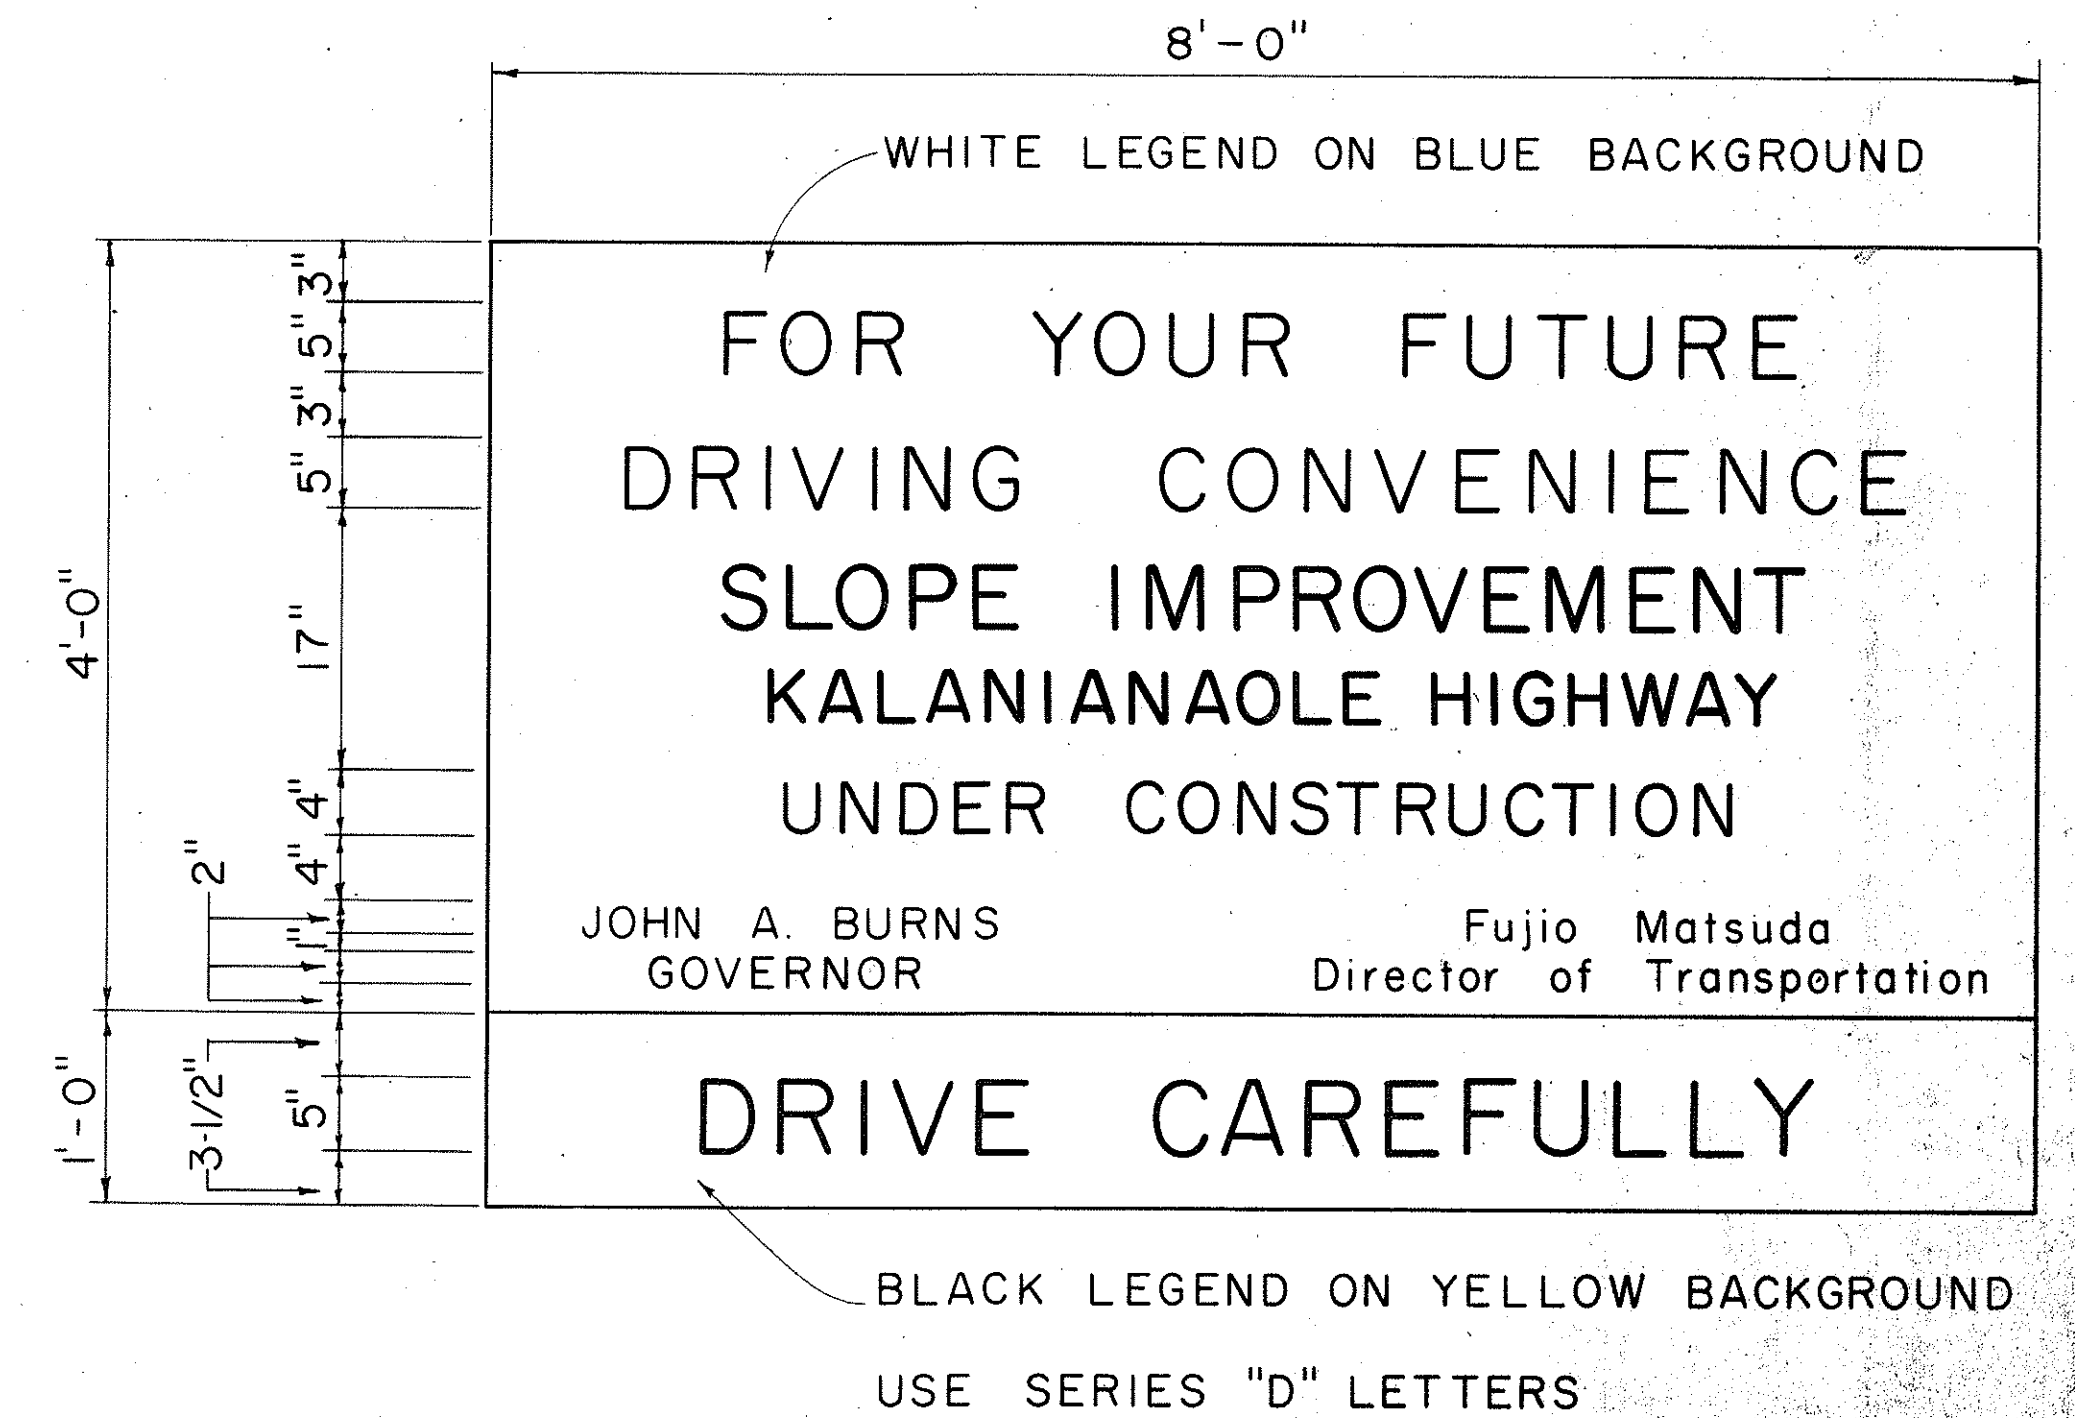 8'-0"
WHITE LEGEND ON BLUE BACKGROUND
3"
5"
3"
5"
17"
4"
4"
2"
1"
4'-0"
FOR YOUR FUTURE
DRIVING CONVENIENCE
SLOPE IMPROVEMENT
KALANIANAOLE HIGHWAY
UNDER CONSTRUCTION
JOHN A. BURNS Fujio Matsuda
GOVERNOR Director of Transportation
1'-0"
3-1/2"
5"
DRIVE CAREFULLY
BLACK LEGEND ON YELLOW BACKGROUND
USE SERIES "D" LETTERS